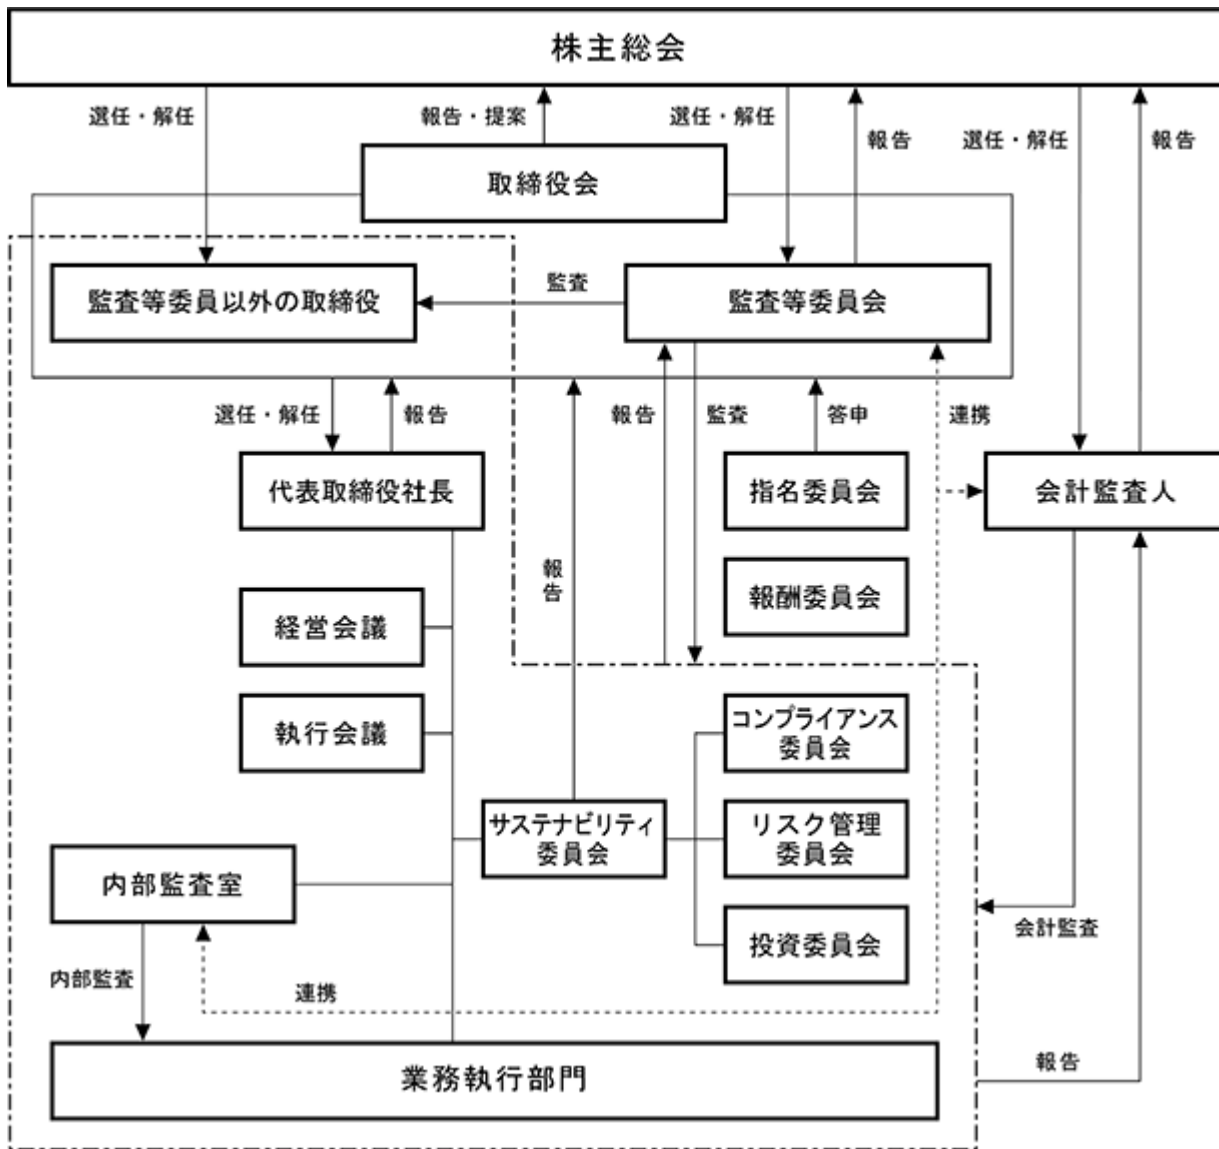 株主総会
選任・解任
報告・提案
選任・解任
報告
選任・解任
報告
取締役会
監査等委員以外の取締役
監査
監査等委員会
選任・解任
報告
報告
監査
答申
連携
代表取締役社長
指名委員会
会計監査人
報告
経営会議
報酬委員会
執行会議
コンプライアンス
委員会
サステナビリティ
委員会
リスク管理
委員会
内部監査室
投資委員会
会計監査
内部監査
連携
業務執行部門
報告